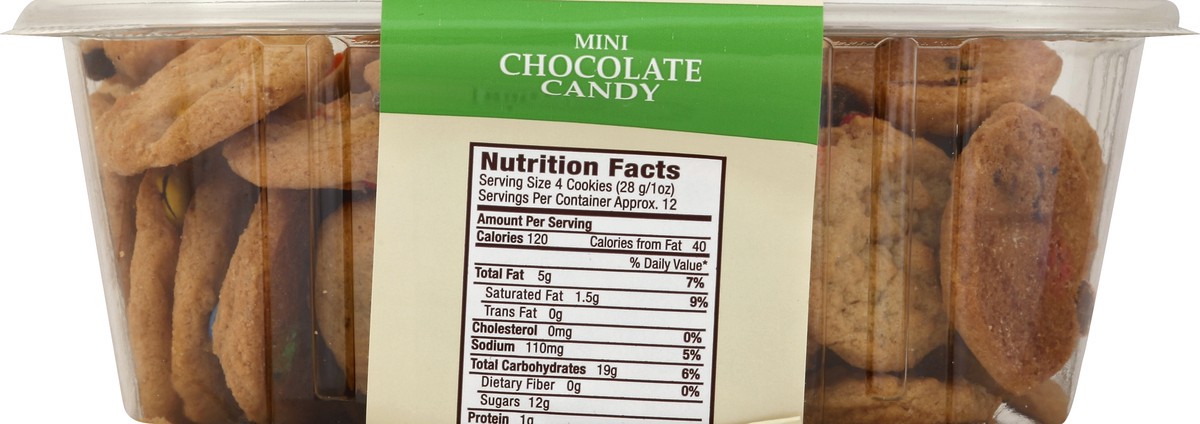 MINI
CHOCOLATE
CANDY
Nutrition Facts
Serving Size 4 Cookies (28 g/1oz)
Servings Per Container Approx. 12
Amount Per Serving
Calories 120 Calories from Fat 40
% Daily Value*
Total Fat 5g 7%
Saturated Fat 1.5g 9%
Trans Fat 0g
Cholesterol 0mg 0%
Sodium 110mg 5%
Total Carbohydrates 19g 6%
Dietary Fiber 0g 0%
Sugars 12g
Protein 1g